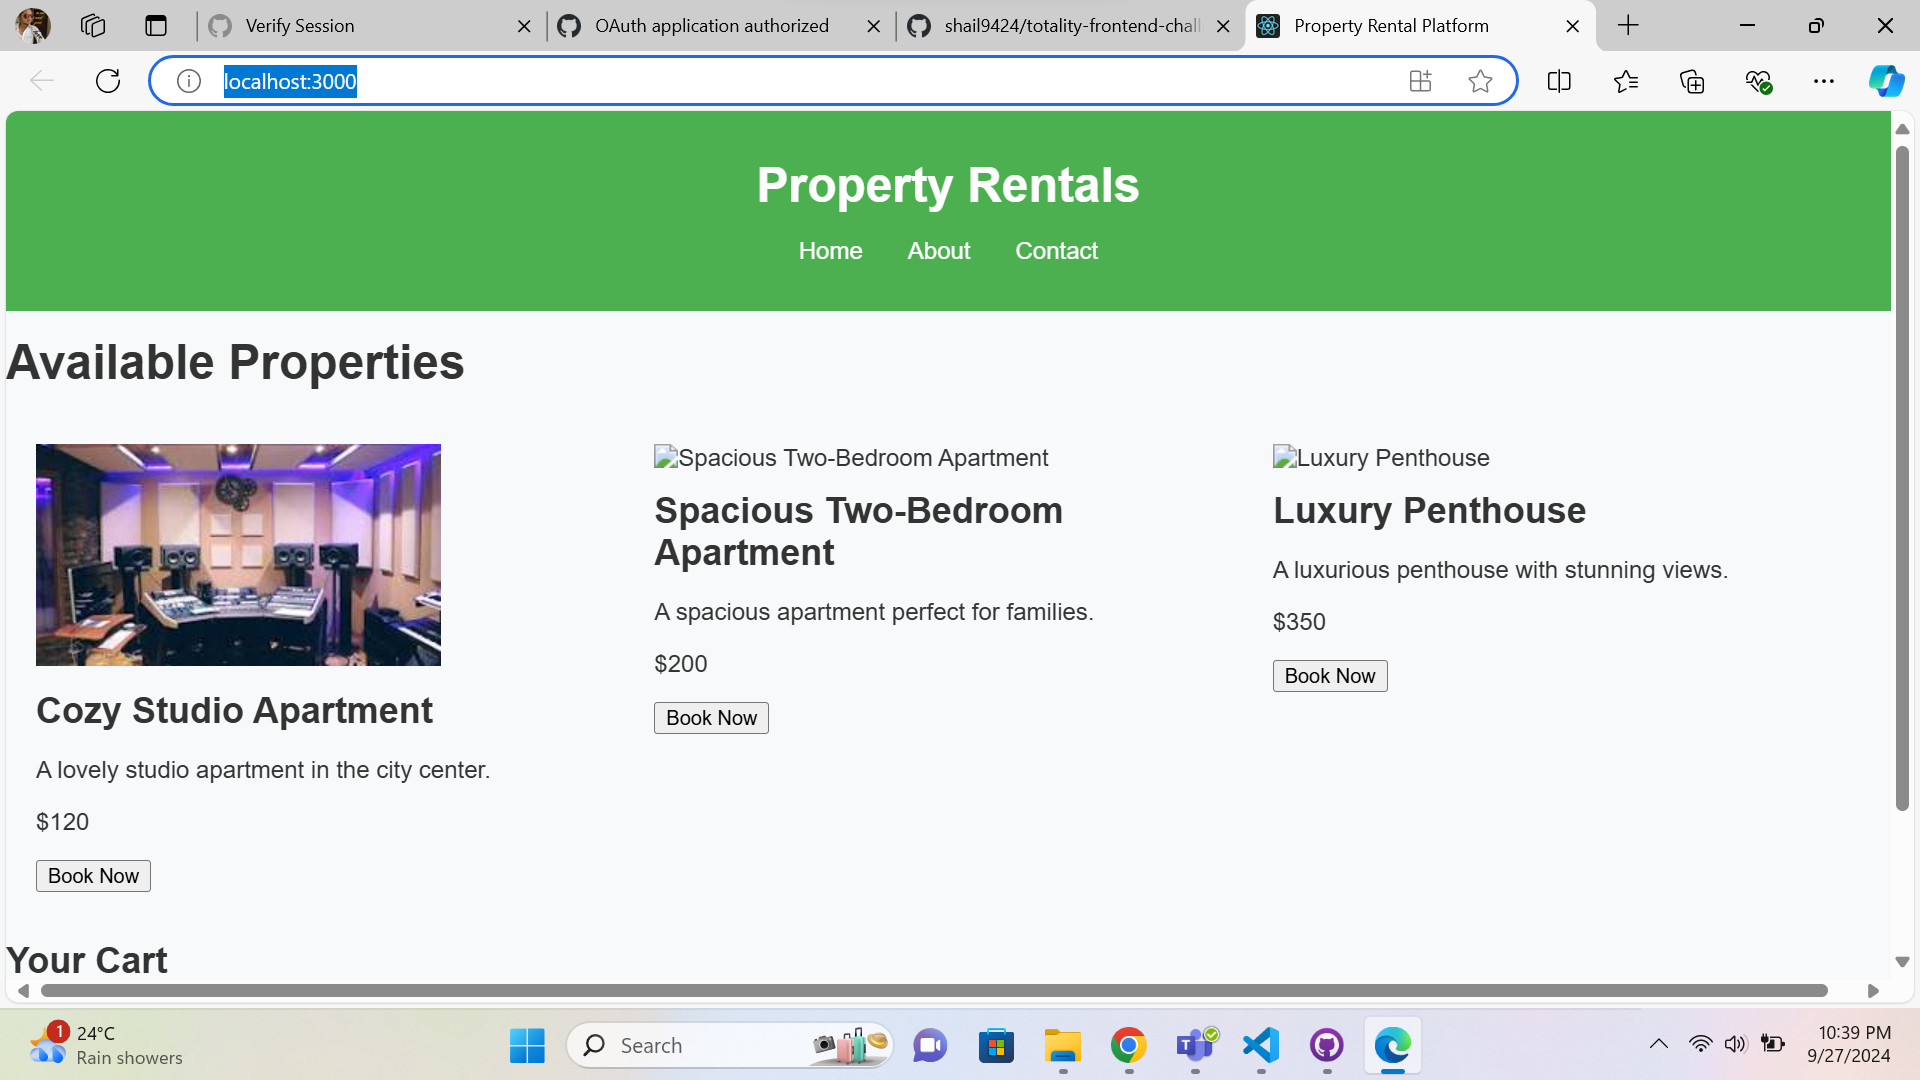 Verify Session
OAuth application authorized
shail9424/totality-frontend-chall
Property Rental Platform
localhost:3000
Property Rentals
Home About Contact
Available Properties
Spacious Two-Bedroom Apartment
Luxury Penthouse
Cozy Studio Apartment
A lovely studio apartment in the city center.
$120
Book Now
Spacious Two-Bedroom
Apartment
A spacious apartment perfect for families.
$200
Book Now
Luxury Penthouse
A luxurious penthouse with stunning views.
$350
Book Now
Your Cart
1
24°C
Rain showers
Search
10:39 PM
9/27/2024